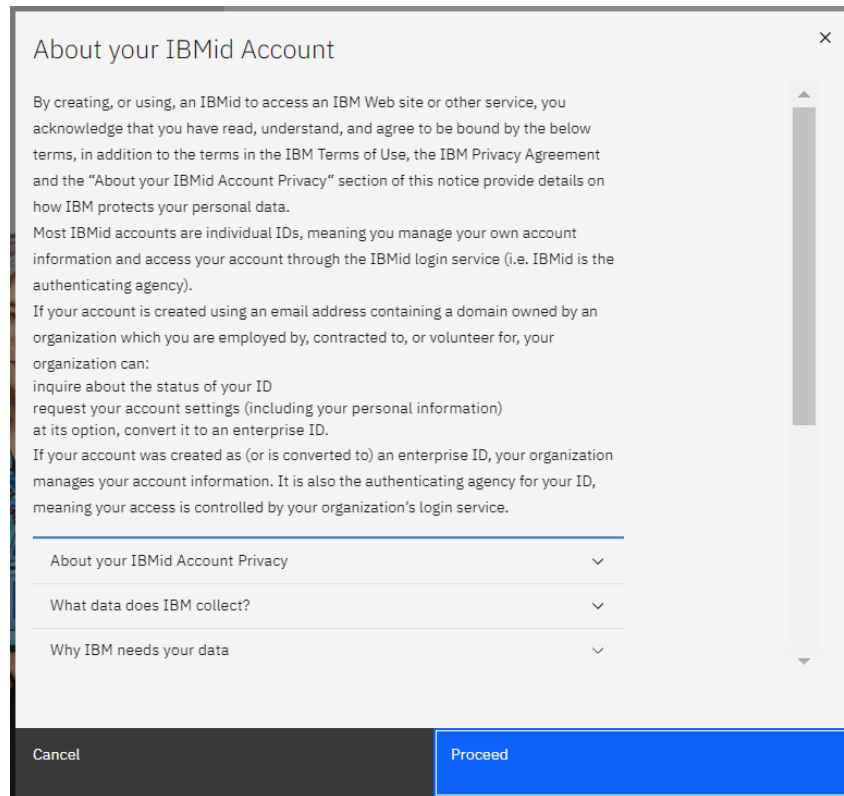 About your IBMid Account
By creating, or using, an IBMid to access an IBM Web site or other service, you
acknowledge that you have read, understand, and agree to be bound by the below
terms, in addition to the terms in the IBM Terms of Use, the IBM Privacy Agreement
and the “About your IBMid Account Privacy“ section of this notice provide details on
how IBM protects your personal data.
Most IBMid accounts are individual IDs, meaning you manage your own account
information and access your account through the IBMid login service (i.e. IBMid is the
authenticating agency).
If your account is created using an email address containing a domain owned by an
organization which you are employed by, contracted to, or volunteer for, your
organization can:
inquire about the status of your ID
request your account settings (including your personal information)
at its option, convert it to an enterprise ID.
If your account was created as (or is converted to) an enterprise ID, your organization
manages your account information. It is also the authenticating agency for your ID,
meaning your access is controlled by your organization’s login service.
About your IBMid Account Privacy
What data does IBM collect?
Why IBM needs your data
Cancel
Proceed